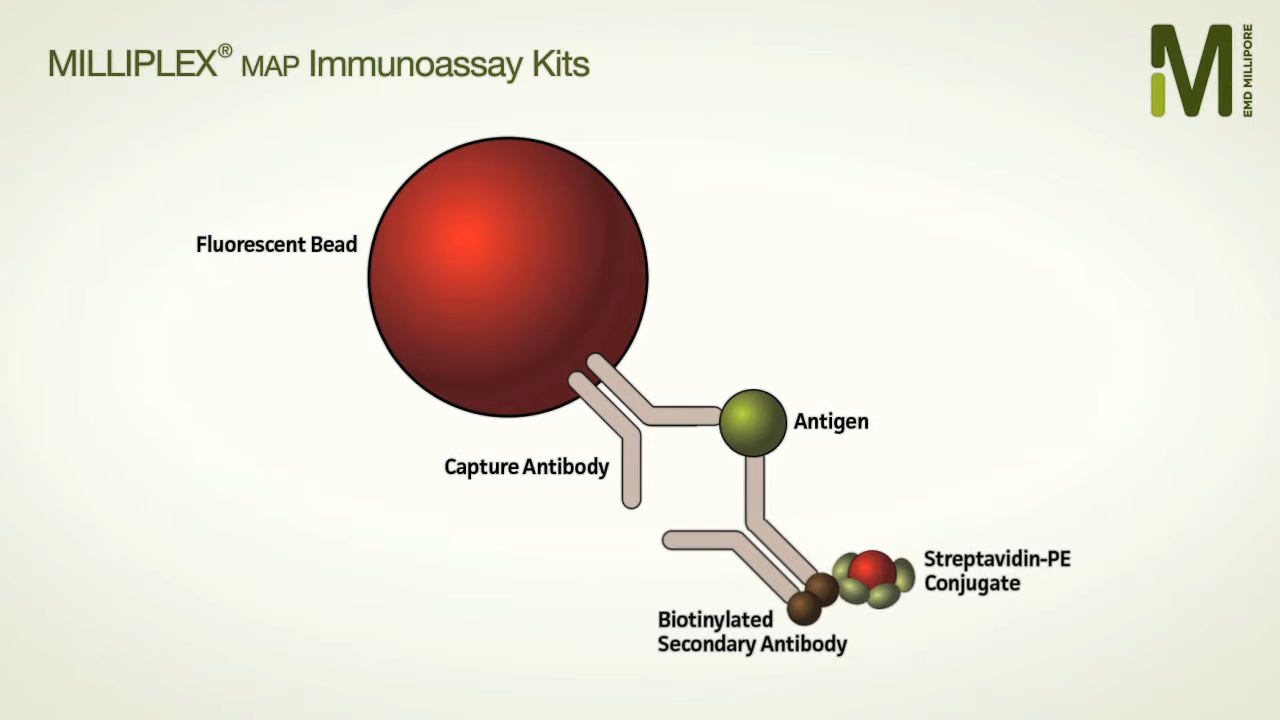 MILLIPLEX® MAP Immunoassay Kits
EMD MILLIPORE
Fluorescent Bead
Antigen
Capture Antibody
Streptavidin-PE
Conjugate
Biotinylated
Secondary Antibody